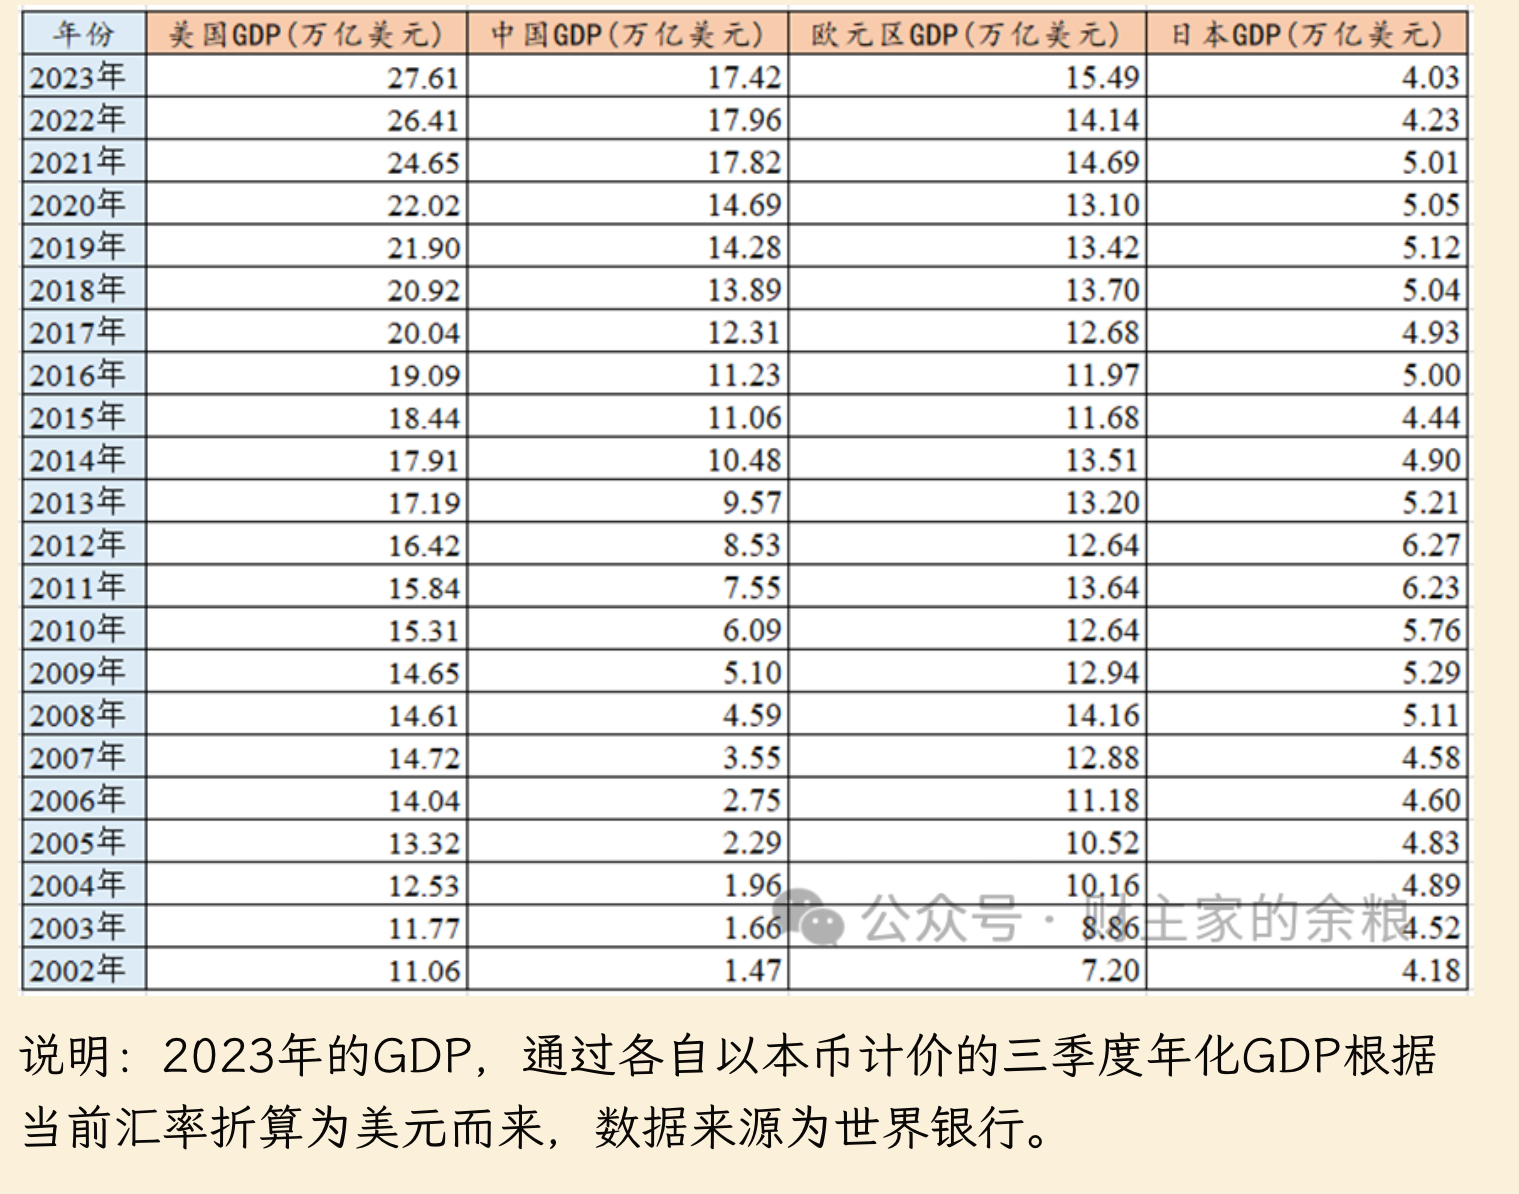 年份 美国GDP(万亿美元) 中国GDP(万亿美元) 欧元区GDP(万亿美元) 日本GDP(万亿美元)
2023年 27.61 17.42 15.49 4.03
2022年 26.41 17.96 14.14 4.23
2021年 24.65 17.82 14.69 5.01
2020年 22.02 14.69 13.10 5.05
2019年 21.90 14.28 13.42 5.12
2018年 20.92 13.89 13.70 5.04
2017年 20.04 12.31 12.68 4.93
2016年 19.09 11.23 11.97 5.00
2015年 18.44 11.06 11.68 4.44
2014年 17.91 10.48 13.51 4.90
2013年 17.19 9.57 13.20 5.21
2012年 16.42 8.53 12.64 6.27
2011年 15.84 7.55 13.64 6.23
2010年 15.31 6.09 12.64 5.76
2009年 14.65 5.10 12.94 5.29
2008年 14.61 4.59 14.16 5.11
2007年 14.72 3.55 12.88 4.58
2006年 14.04 2.75 11.18 4.60
2005年 13.32 2.29 10.52 4.83
2004年 12.53 1.96 10.16 4.89
2003年 11.77 1.66 8.86 4.52
公众号·财主家的余粮
2002年 11.06 1.47 7.20 4.18
说明：2023年的GDP，通过各自以本币计价的三季度年化GDP根据
当前汇率折算为美元而来，数据来源为世界银行。